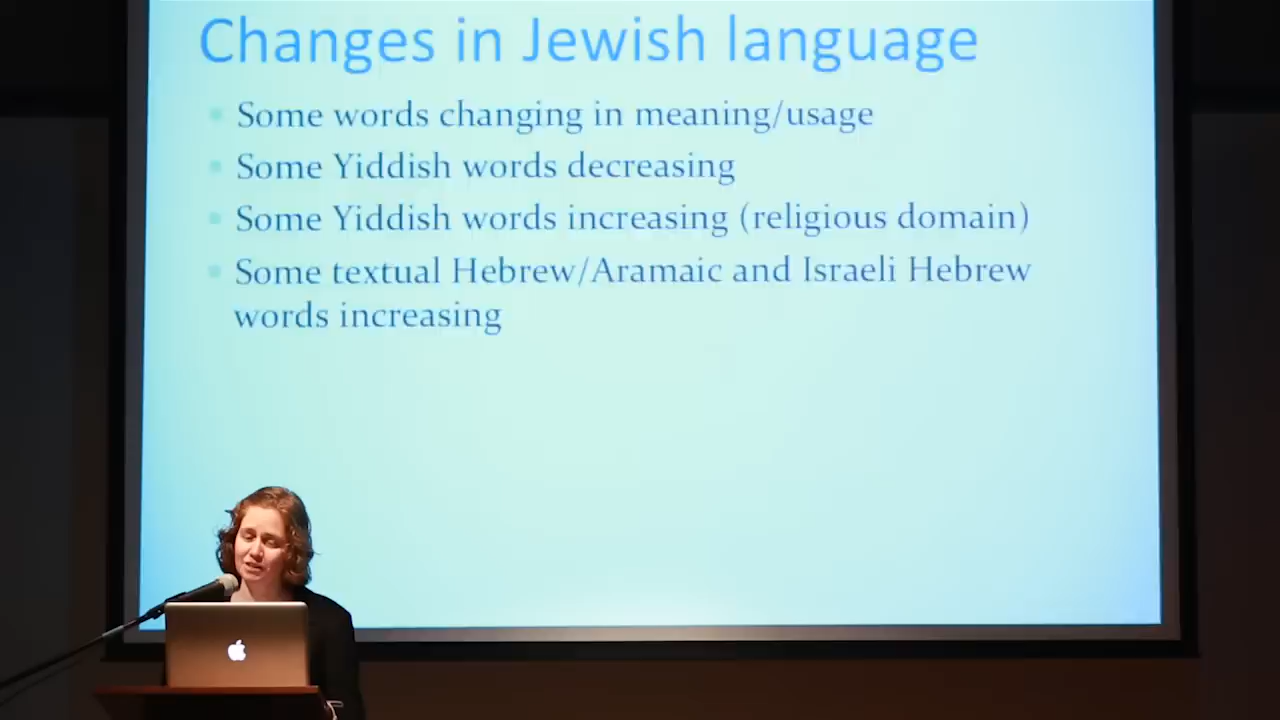 Changes in Jewish language
Some words changing in meaning/usage
Some Yiddish words decreasing
Some Yiddish words increasing (religious domain)
Some textual Hebrew/Aramaic and Israeli Hebrew
words increasing